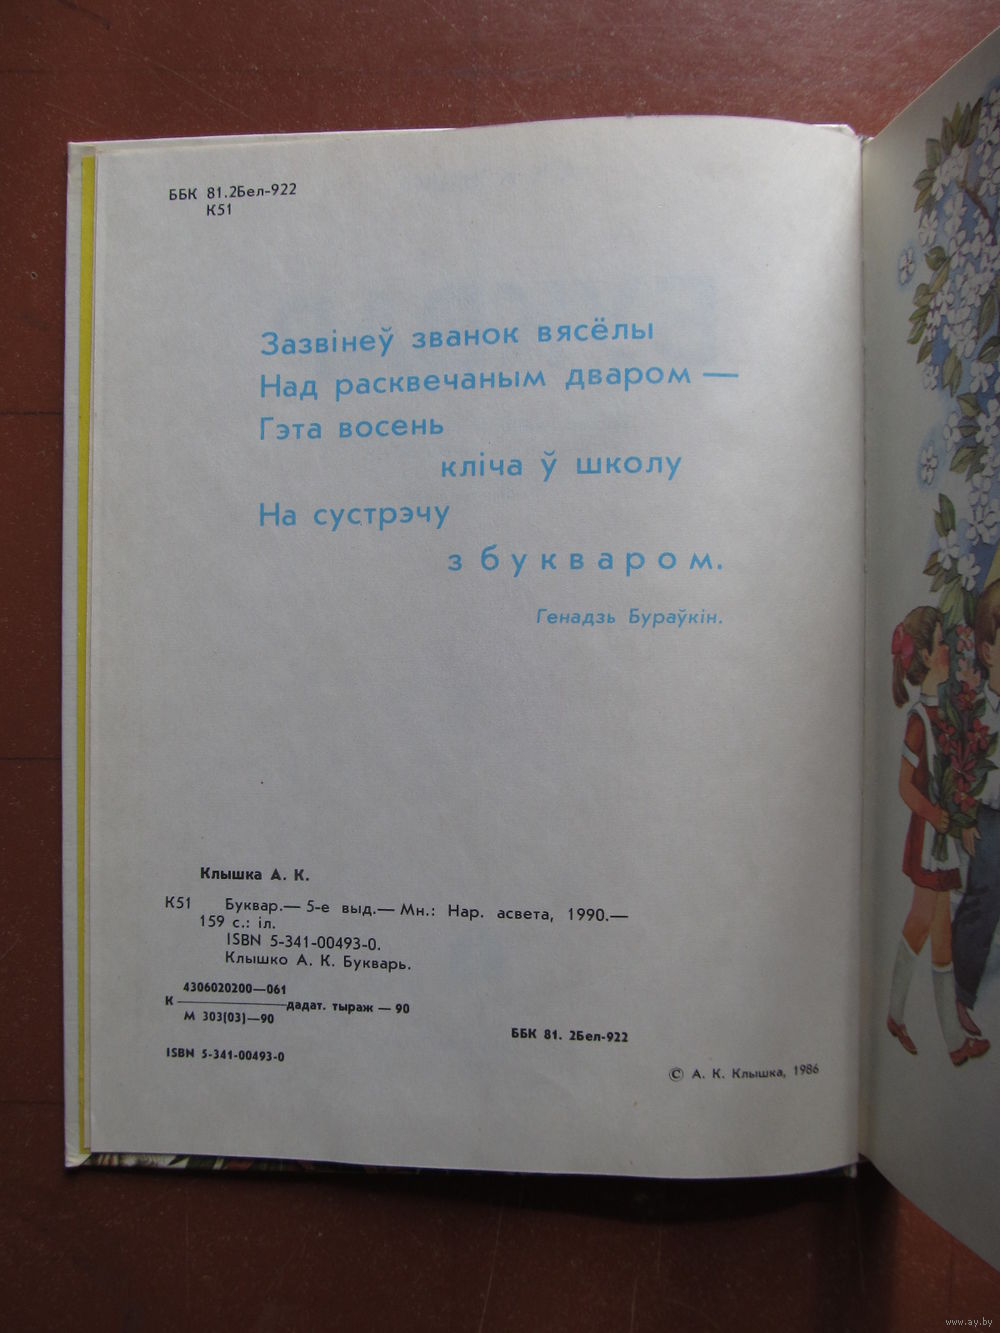 ББК 81.2Бел-922
К51
Зазвінеў званок вясёлы
Над расквечаным дваром —
Гэта восень
кліча ў школу
На сустрэчу
з букваром.
Генадзь Бураўкін.
Клышка А. К.
К51 Буквар.— 5-е выд.— Мн.: Нар. асвета, 1990.—
159 с.: іл.
ISBN 5-341-00493-0.
Клышко А. К. Букварь.
4306020200—061
К ————— дадат. тыраж — 90
М 303(03)—90
ББК 81. 2Бел-922
ISBN 5-341-00493-0
© А. К. Клышка, 1986
www.ay.by